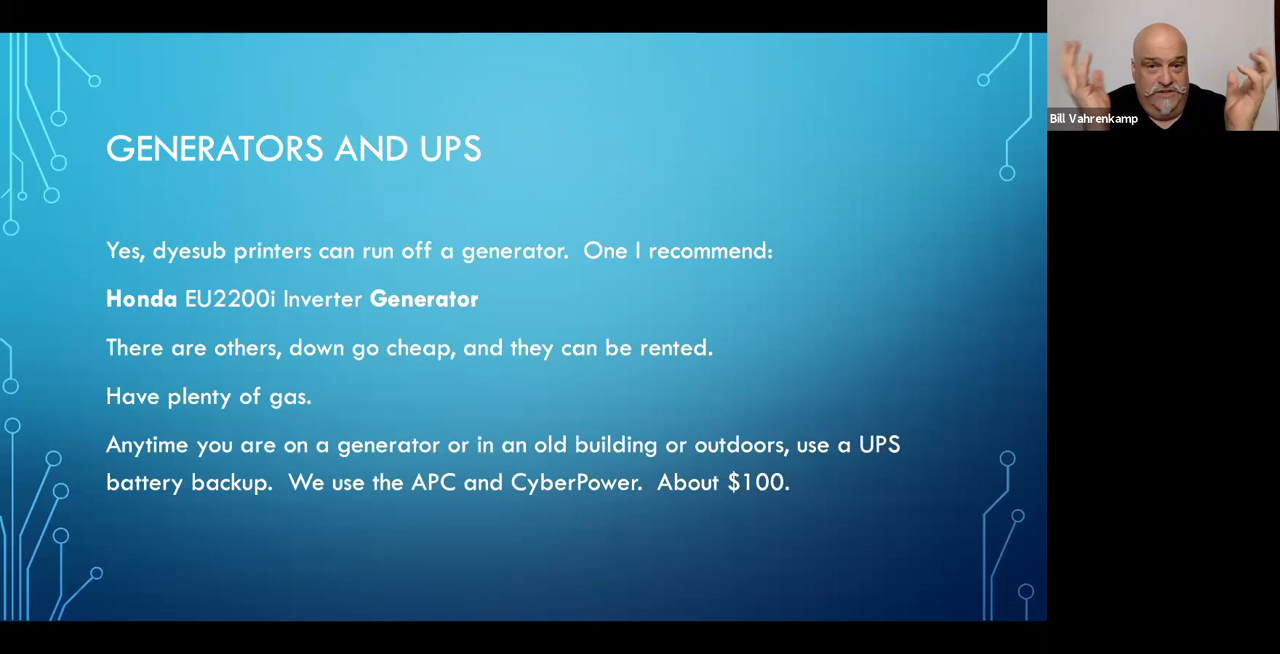 GENERATORS AND UPS
Yes, dyesub printers can run off a generator.  One I recommend:
Honda EU2200i Inverter Generator
There are others, down go cheap, and they can be rented.
Have plenty of gas.
Anytime you are on a generator or in an old building or outdoors, use a UPS
battery backup.  We use the APC and CyberPower.  About $100.
Bill Vahrenkamp